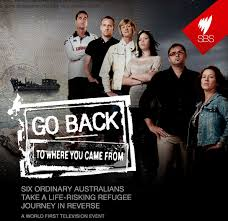 SBS
GO BACK
TO WHERE YOU CAME FROM
SIX ORDINARY AUSTRALIANS
TAKE A LIFE-RISKING REFUGEE
JOURNEY IN REVERSE
A WORLD FIRST TELEVISION EVENT